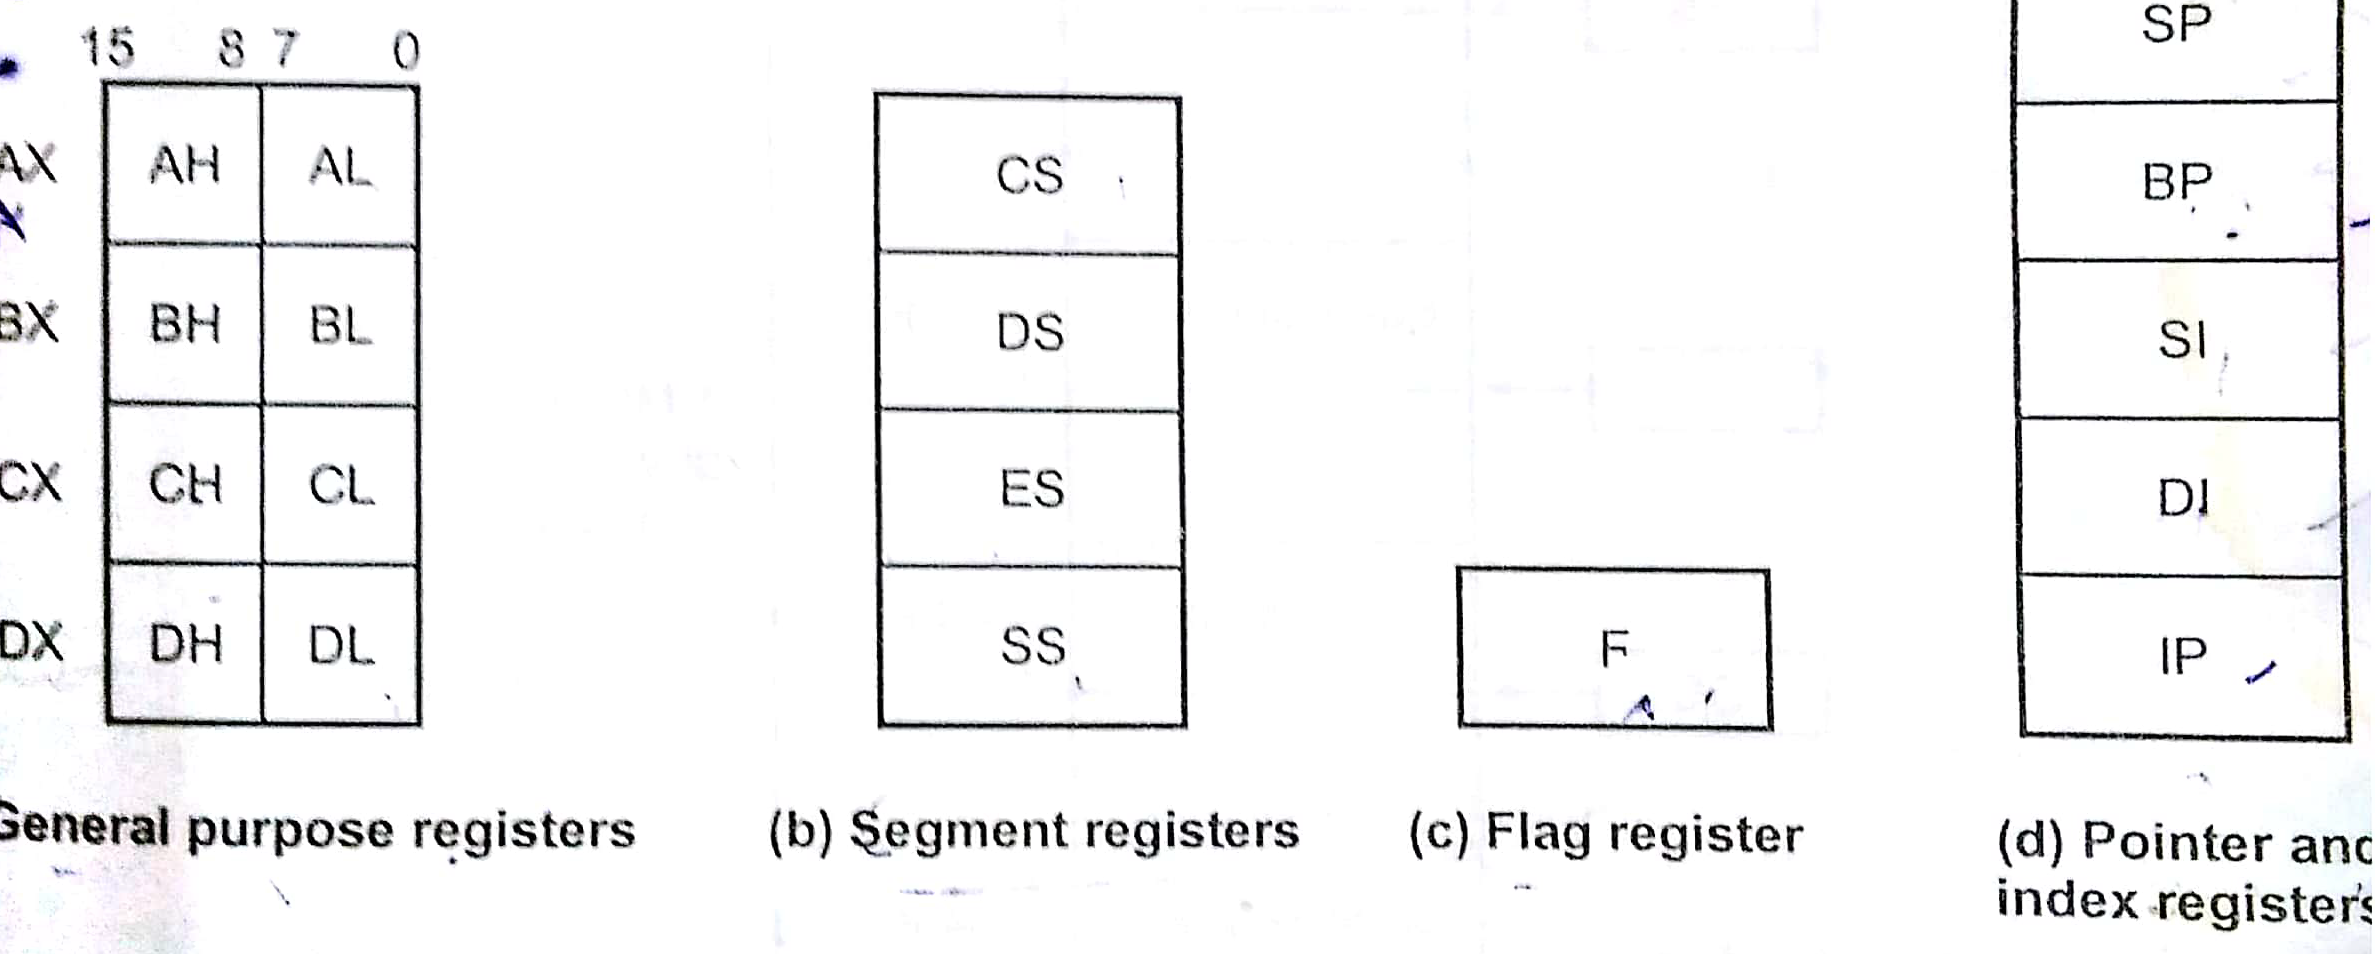 15 8 7 0
AX AH AL
BX BH BL
CX CH CL
DX DH DL
General purpose registers
CS
DS
ES
SS
(b) Segment registers
F
(c) Flag register
SP
BP
SI
DI
IP
(d) Pointer and
index registers